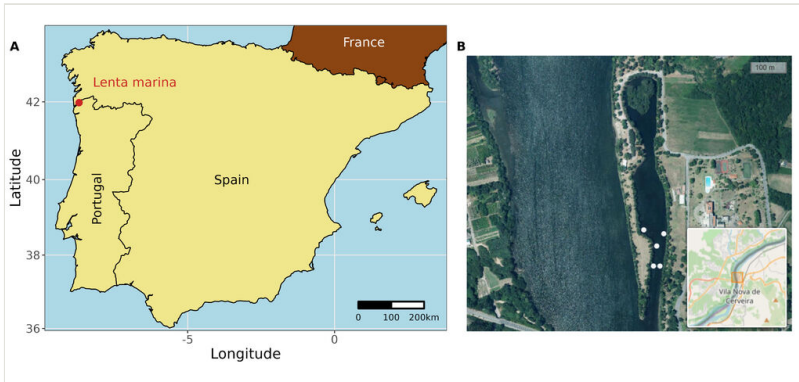 A
France
Lenta marina
42
Latitude
40
Portugal
Spain
38
36
0 100 200km
-5 0
Longitude
B
100 m
Vila Nova de
Cerveira